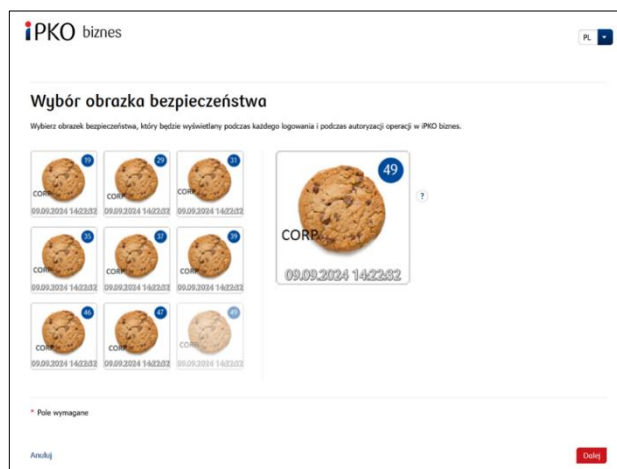 iPKO biznes
PL
Wybór obrazka bezpieczeństwa
Wybierz obrazek bezpieczeństwa, który będzie wyświetlany podczas każdego logowania i podczas autoryzacji operacji w iPKO biznes.
19 29 31
CORP. CORP. CORP.
09.09.2024 14:22:32 09.09.2024 14:22:32 09.09.2024 14:22:32
35 37 39
CORP. CORP. CORP.
09.09.2024 14:22:32 09.09.2024 14:22:32 09.09.2024 14:22:32
46 47 49
CORP. CORP. CORP.
09.09.2024 14:22:32 09.09.2024 14:22:32 09.09.2024 14:22:32
49
?
CORP.
09.09.2024 14:22:32
* Pole wymagane
Anuluj
Dalej